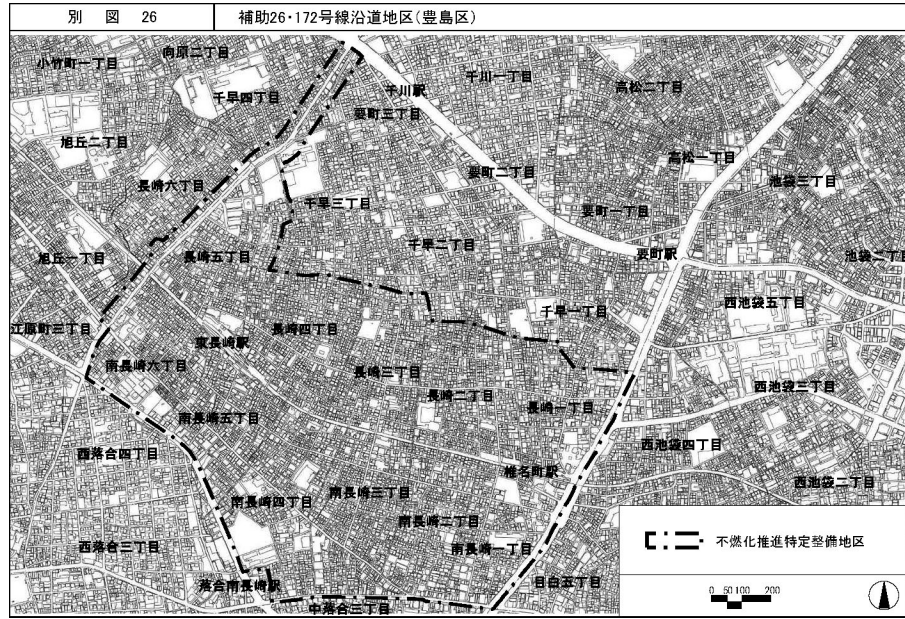 別 図 26
補助26・172号線沿道地区(豊島区)
向原二丁目
小竹町一丁目
千川一丁目
千川駅
高松二丁目
千早四丁目
要町三丁目
旭丘二丁目
高松一丁目
要町二丁目
池袋三丁目
長崎六丁目
千早三丁目
要町一丁目
千早二丁目
旭丘一丁目
長崎五丁目
要町駅
池袋二丁目
西池袋五丁目
千早一丁目
江原町三丁目
長崎四丁目
東長崎駅
南長崎六丁目
長崎三丁目
西池袋三丁目
長崎二丁目
長崎一丁目
南長崎五丁目
西池袋四丁目
西落合四丁目
椎名町駅
西池袋二丁目
南長崎三丁目
南長崎四丁目
南長崎二丁目
西落合三丁目
南長崎一丁目
不燃化推進特定整備地区
目白五丁目
落合南長崎駅
中落合三丁目
0 50 100 200